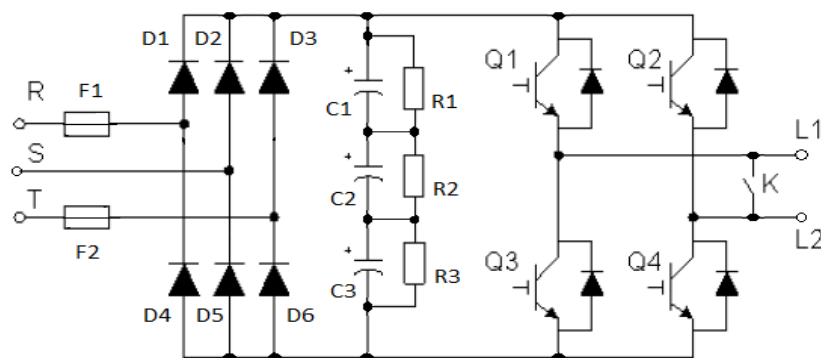 D1 D2 D3
Q1 Q2
R F1
C1 R1
L1
S
C2 R2
K
T
F2
L2
Q3 Q4
C3 R3
D4 D5 D6
+
+
+